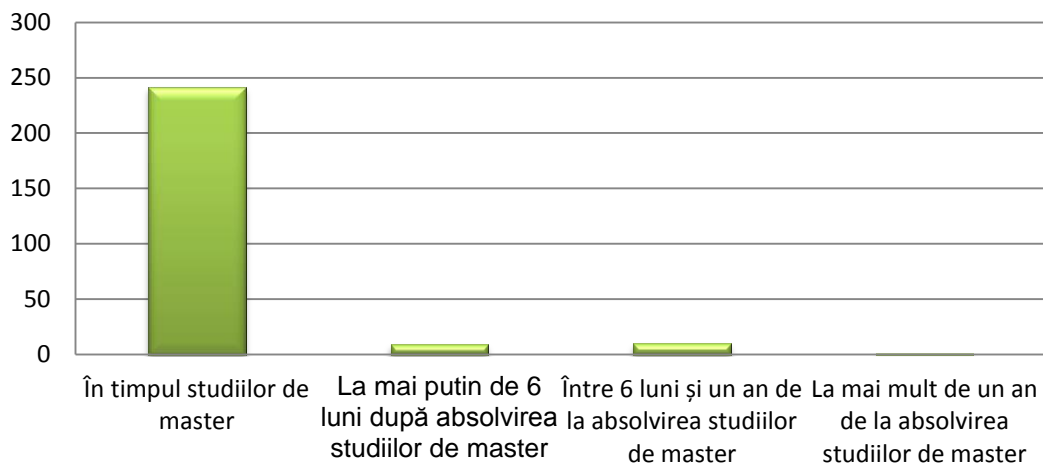 300
250
200
150
100
50
0
În timpul studiilor de
master
La mai putin de 6
luni după absolvirea
studiilor de master
Între 6 luni și un an de
la absolvirea studiilor
de master
La mai mult de un an
de la absolvirea
studiilor de master